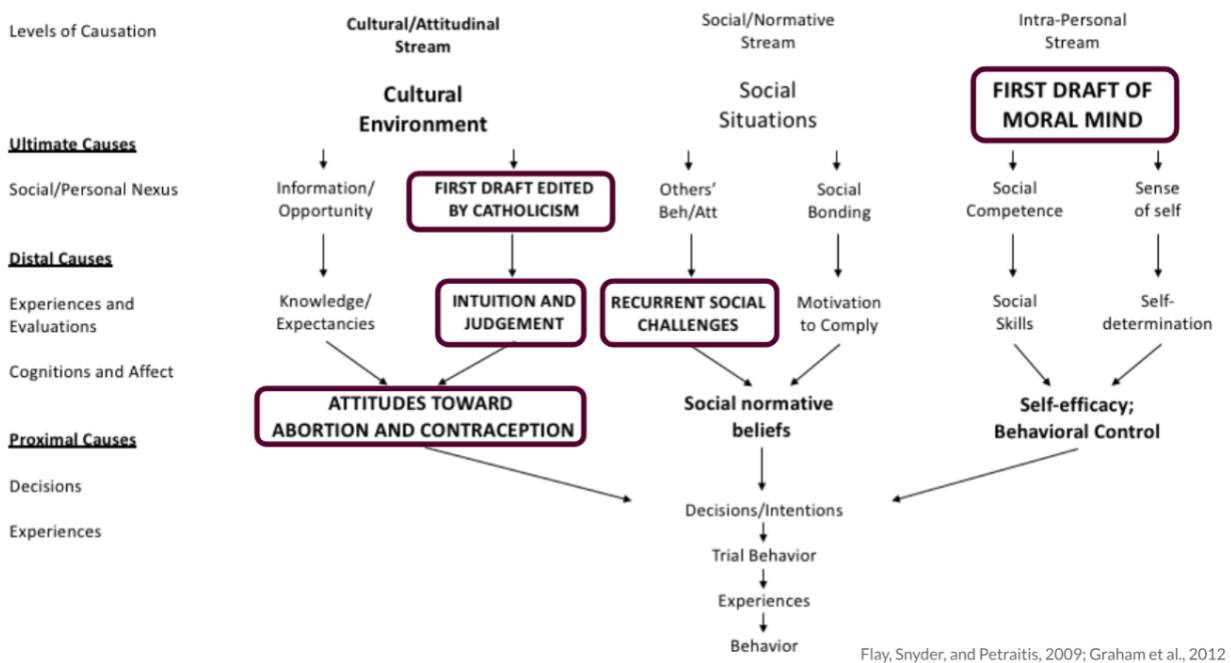 Levels of Causation
Cultural/Attitudinal
Stream
Social/Normative
Stream
Intra-Personal
Stream
Cultural
Environment
Social
Situations
FIRST DRAFT OF
MORAL MIND
Ultimate Causes
Social/Personal Nexus
Information/
Opportunity
FIRST DRAFT EDITED
BY CATHOLICISM
Others'
Beh/Att
Social
Bonding
Social
Competence
Sense
of self
Distal Causes
Experiences and
Evaluations
Knowledge/
Expectancies
INTUITION AND
JUDGEMENT
RECURRENT SOCIAL
CHALLENGES
Motivation
to Comply
Social
Skills
Self-
determination
Cognitions and Affect
ATTITUDES TOWARD
ABORTION AND CONTRACEPTION
Social normative
beliefs
Self-efficacy;
Behavioral Control
Proximal Causes
Decisions
Decisions/Intentions
Experiences
Trial Behavior
Experiences
Behavior
Flay, Snyder, and Petraitis, 2009; Graham et al., 2012